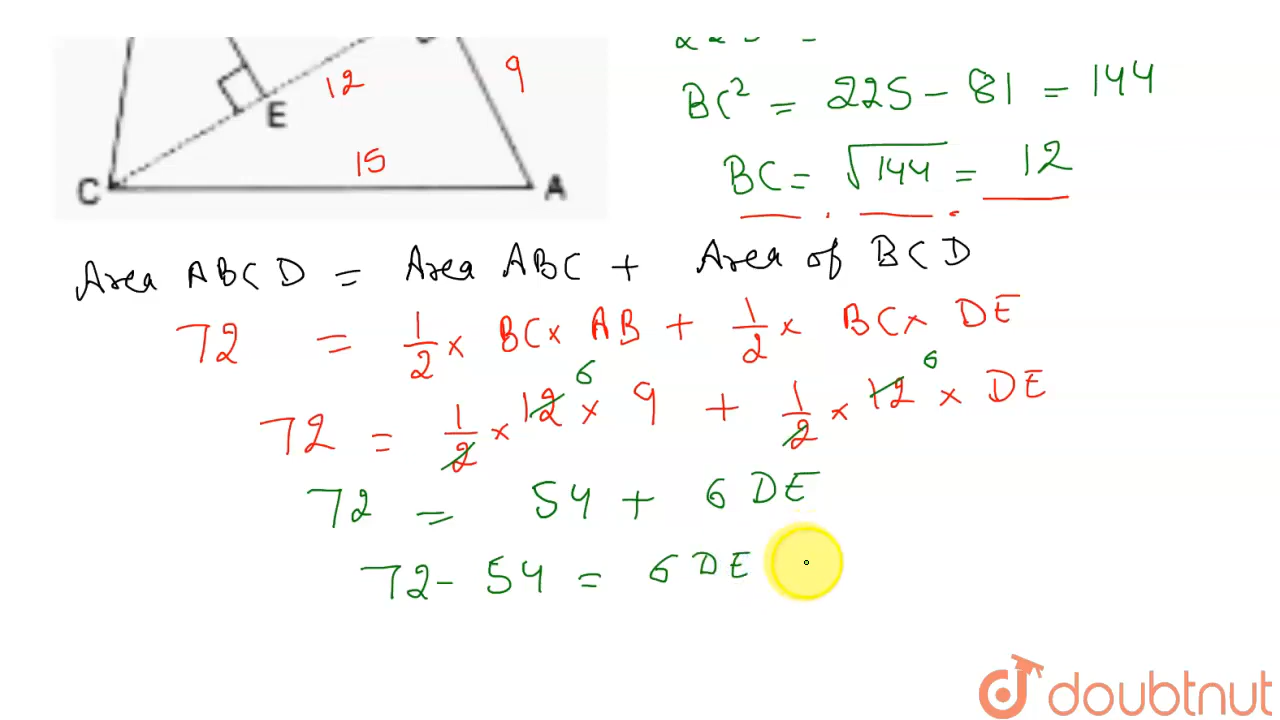 12
9
E
15
C
A
BC² = 225 - 81 = 144
BC = √144 = 12
Area ABCD = Area ABC + Area of BCD
72 = 1/2 × BC × AB + 1/2 × BC × DE
6 6
72 = 1/2 × 12 × 9 + 1/2 × 12 × DE
72 = 54 + 6 DE
72 - 54 = 6 DE
doubtnut